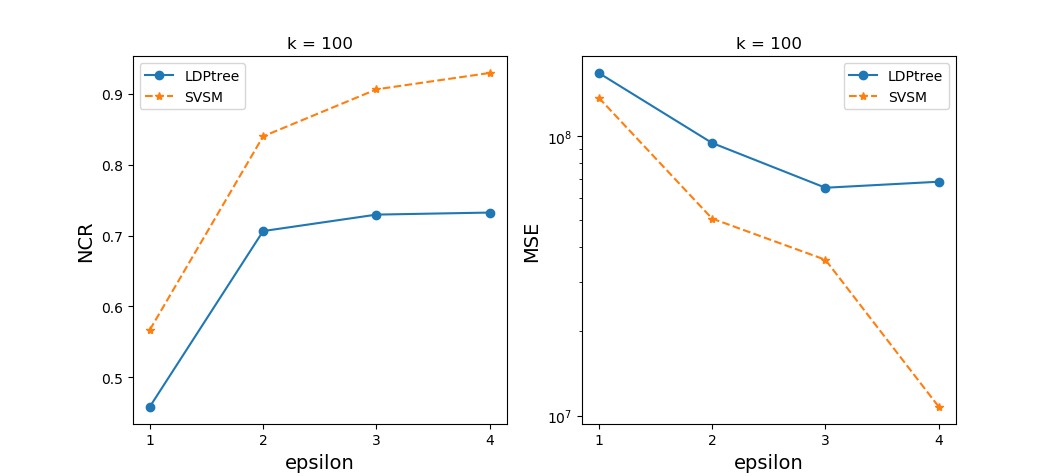 k = 100
LDPtree
SVSM
0.9
0.8
0.7
0.6
0.5
NCR
1 2 3 4
epsilon
k = 100
LDPtree
SVSM
10⁸
10⁷
MSE
1 2 3 4
epsilon